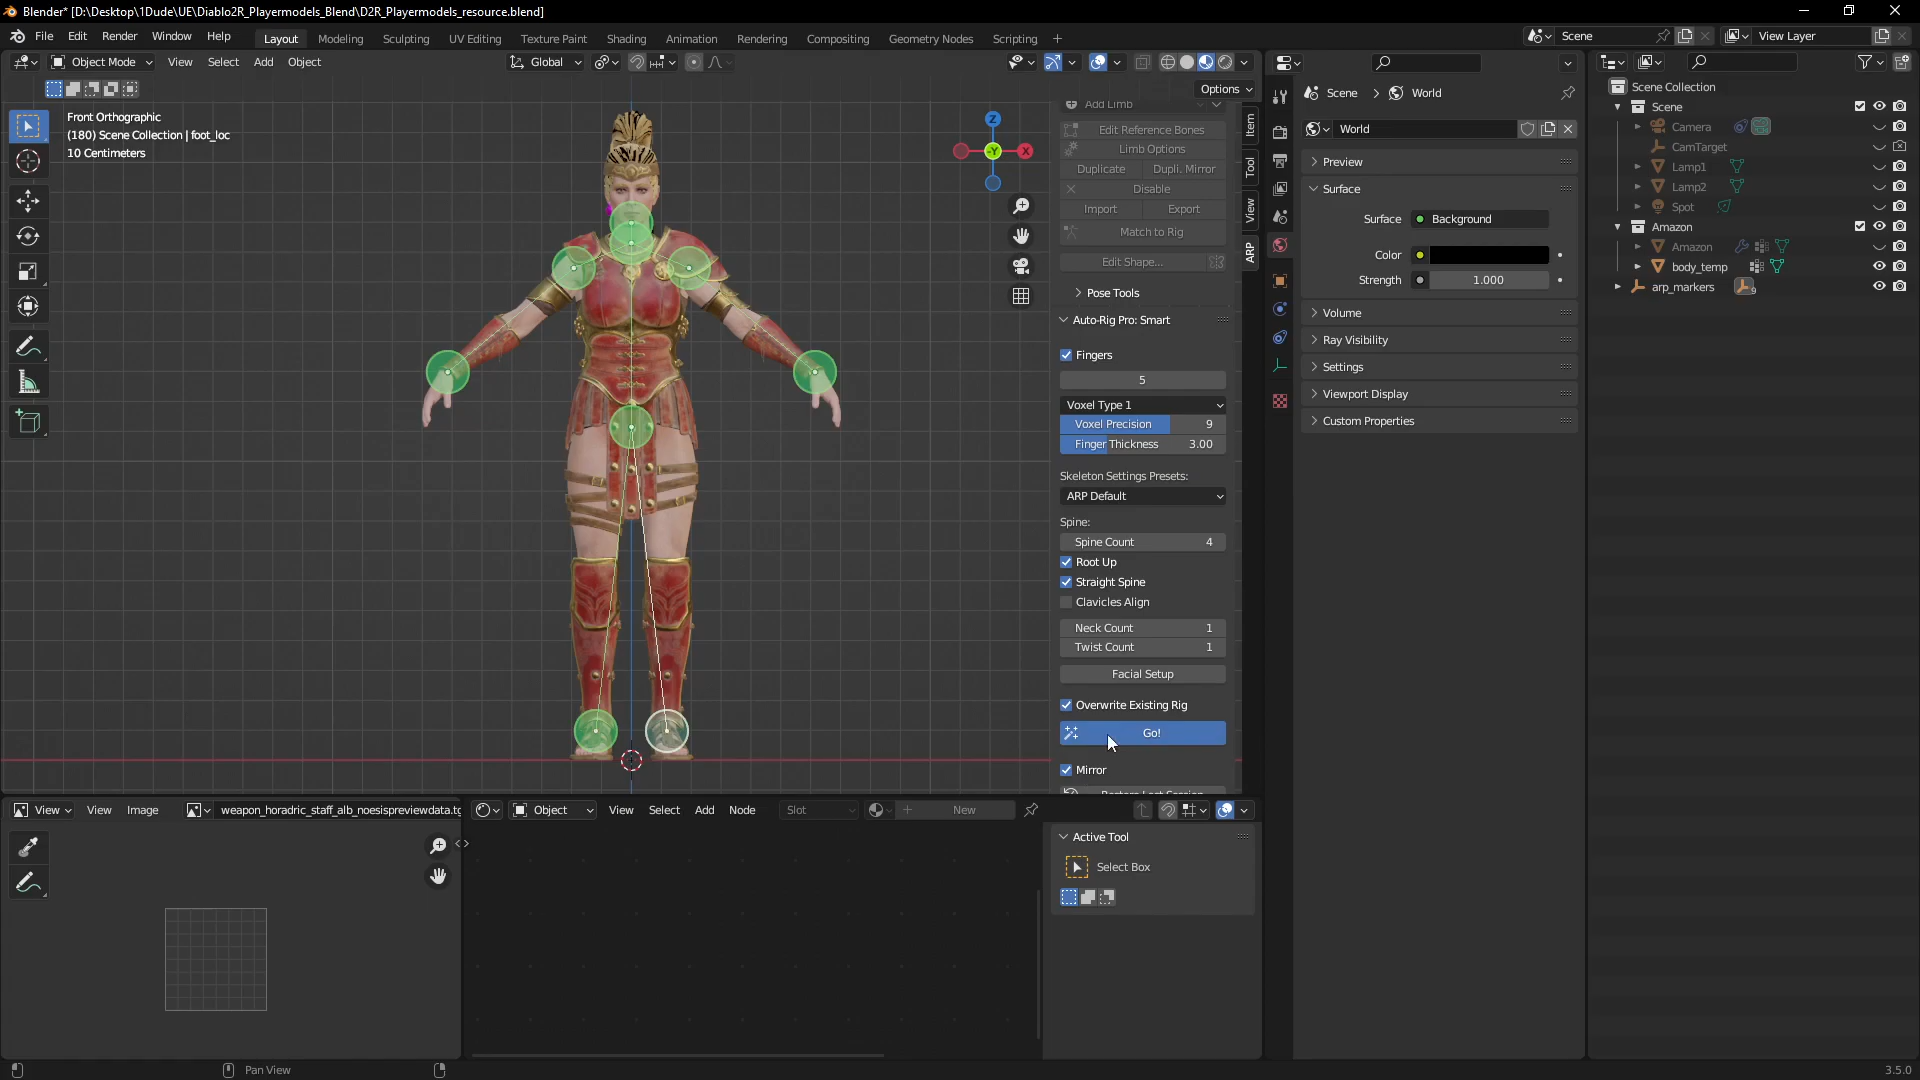 Blender* [D:\Desktop\1Dude\UE\Diablo2R_Playermodels_Blend\D2R_Playermodels_resource.blend]
File Edit Render Window Help Layout Modeling Sculpting UV Editing Texture Paint Shading Animation Rendering Compositing Geometry Nodes Scripting + Scene View Layer
Object Mode View Select Add Object Global
Options
Front Orthographic
(180) Scene Collection | foot_loc
10 Centimeters
Z
-Y
X
Item
Tool
View
ARP
Add Limb
Edit Reference Bones
Limb Options
Duplicate Dupli. Mirror
Disable
Import Export
Match to Rig
Edit Shape...
Pose Tools
Auto-Rig Pro: Smart
Fingers
5
Voxel Type 1
Voxel Precision 9
Finger Thickness 3.00
Skeleton Settings Presets:
ARP Default
Spine:
Spine Count 4
Root Up
Straight Spine
Clavicles Align
Neck Count 1
Twist Count 1
Facial Setup
Overwrite Existing Rig
Go!
Mirror
Restore Last Session
Scene > World
World
Preview
Surface
Surface Background
Color
Strength 1.000
Volume
Ray Visibility
Settings
Viewport Display
Custom Properties
Scene Collection
Scene
Camera
CamTarget
Lamp1
Lamp2
Spot
Amazon
Amazon
body_temp
arp_markers 9
View View Image weapon_horadric_staff_alb_noesispreviewdata.tg
Object View Select Add Node Slot New
Active Tool
Select Box
Pan View
3.5.0